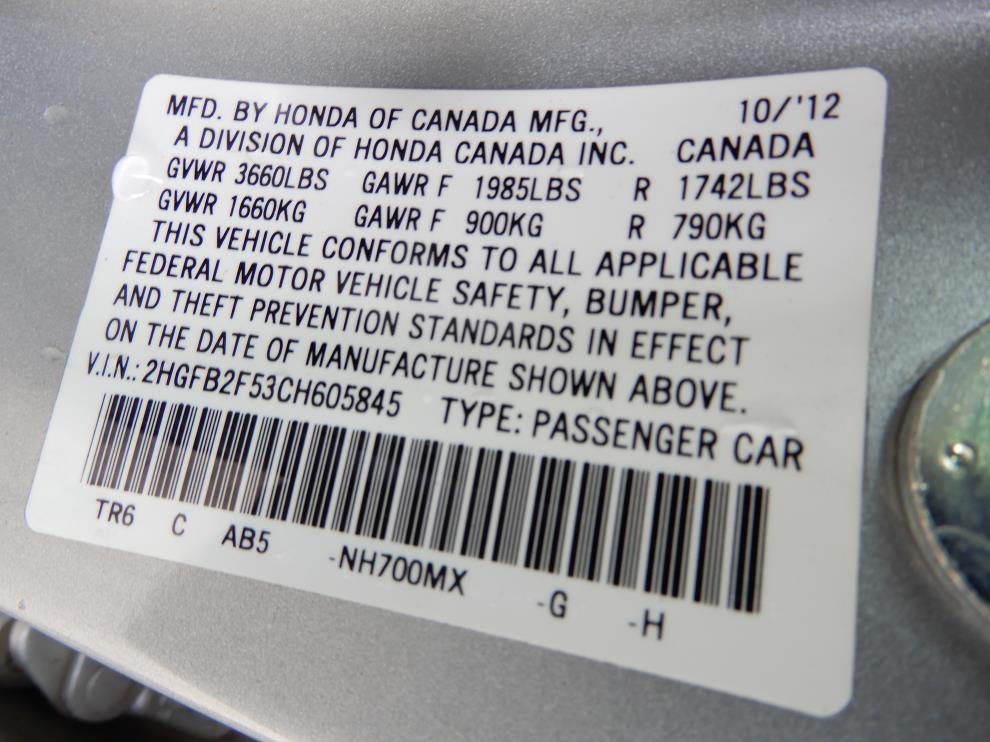 MFD. BY HONDA OF CANADA MFG., 10/'12
A DIVISION OF HONDA CANADA INC. CANADA
GVWR 3660LBS GAWR F 1985LBS R 1742LBS
GVWR 1660KG GAWR F 900KG R 790KG
THIS VEHICLE CONFORMS TO ALL APPLICABLE
FEDERAL MOTOR VEHICLE SAFETY, BUMPER,
AND THEFT PREVENTION STANDARDS IN EFFECT
ON THE DATE OF MANUFACTURE SHOWN ABOVE.
V.I.N.: 2HGFB2F53CH605845 TYPE: PASSENGER CAR
TR6 C AB5 -NH700MX -G -H